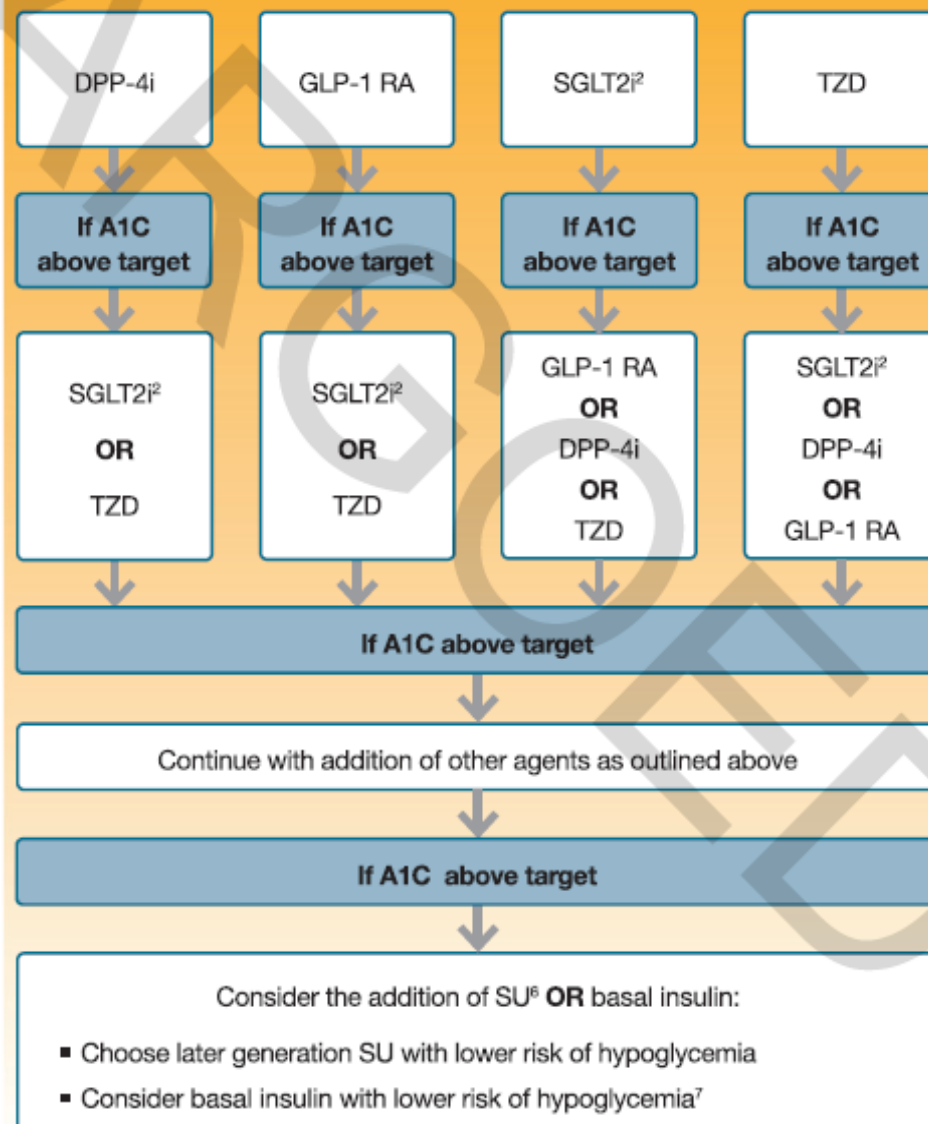 DPP-4i
GLP-1 RA
SGLT2i²
TZD
If A1C
above target
If A1C
above target
If A1C
above target
If A1C
above target
SGLT2i²
OR
TZD
SGLT2i²
OR
TZD
GLP-1 RA
OR
DPP-4i
OR
TZD
SGLT2i²
OR
DPP-4i
OR
GLP-1 RA
If A1C above target
Continue with addition of other agents as outlined above
If A1C above target
Consider the addition of SU⁶ OR basal insulin:
▪ Choose later generation SU with lower risk of hypoglycemia
▪ Consider basal insulin with lower risk of hypoglycemia⁷
ARGOED